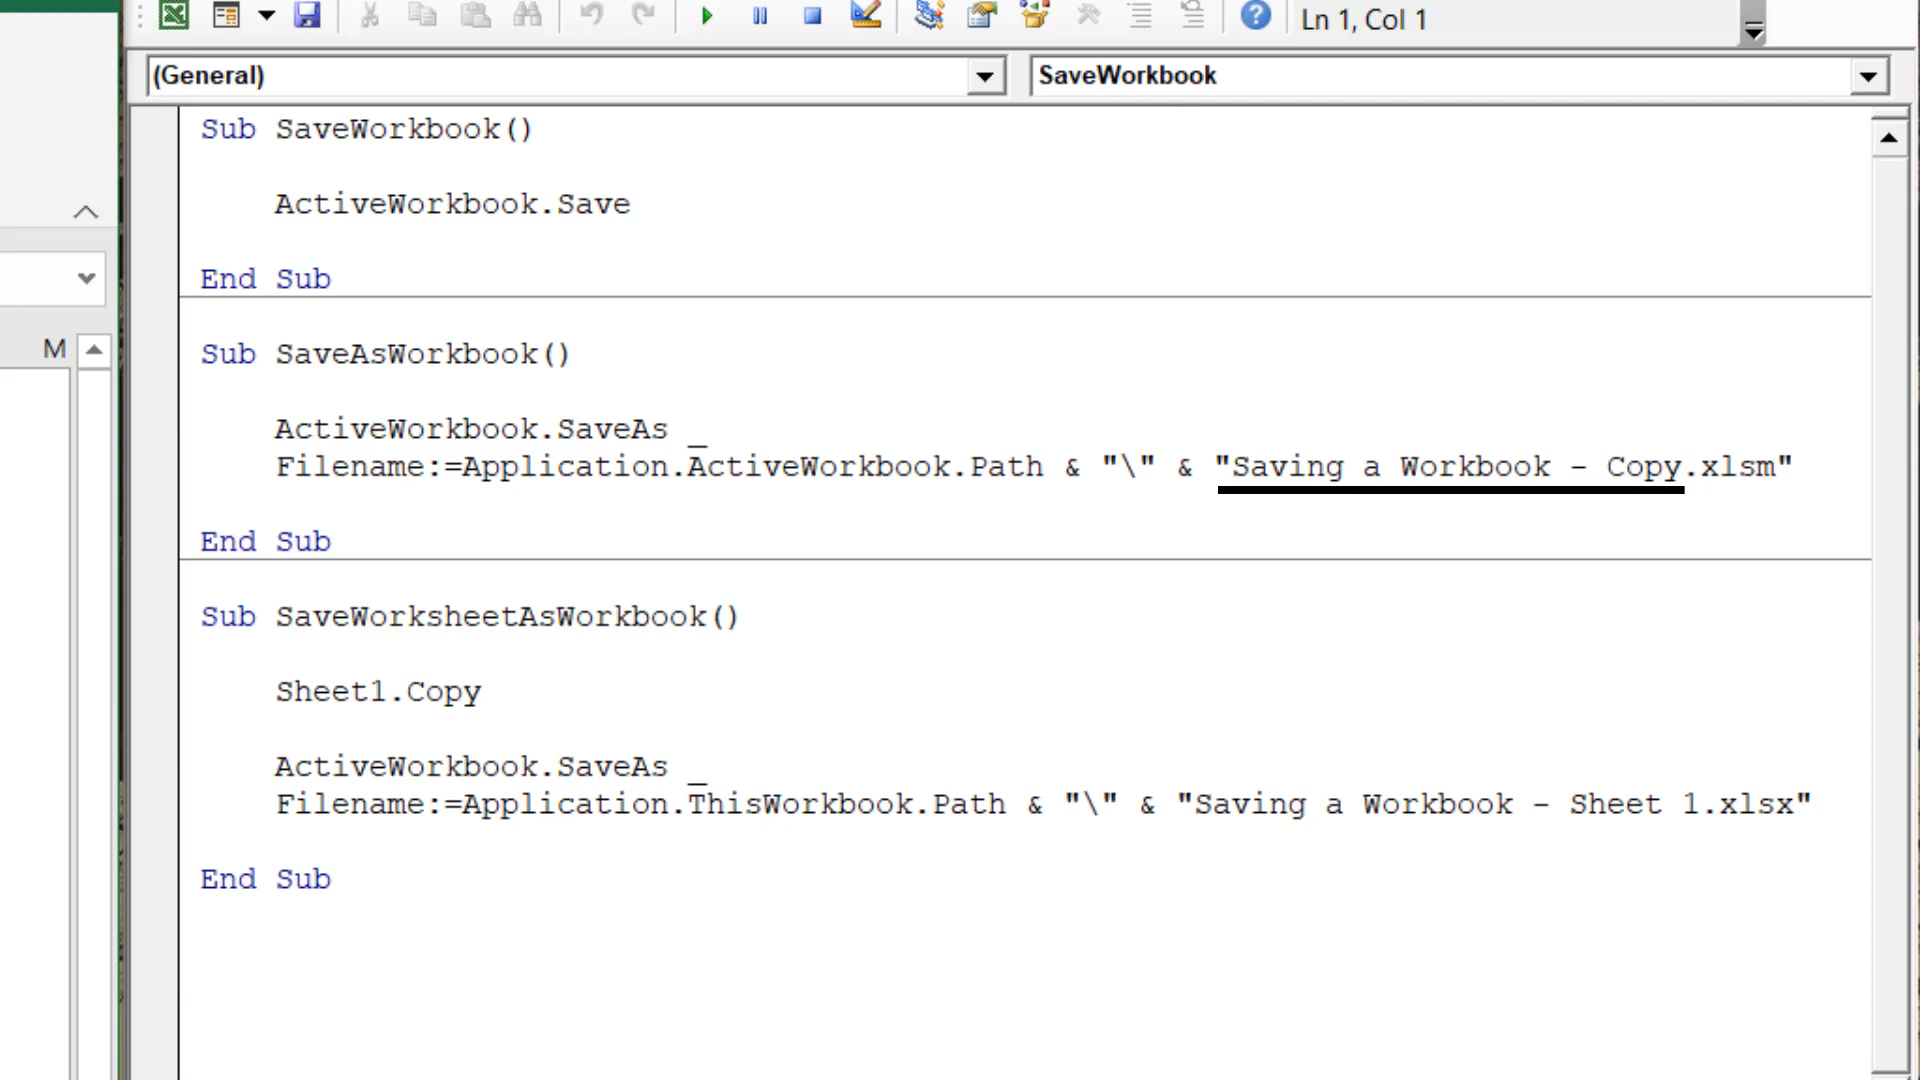 Ln 1, Col 1
(General)
SaveWorkbook
Sub SaveWorkbook()
ActiveWorkbook.Save
End Sub
M
Sub SaveAsWorkbook()
ActiveWorkbook.SaveAs _
Filename:=Application.ActiveWorkbook.Path & "\" & "Saving a Workbook - Copy.xlsm"
End Sub
Sub SaveWorksheetAsWorkbook()
Sheet1.Copy
ActiveWorkbook.SaveAs _
Filename:=Application.ThisWorkbook.Path & "\" & "Saving a Workbook - Sheet 1.xlsx"
End Sub